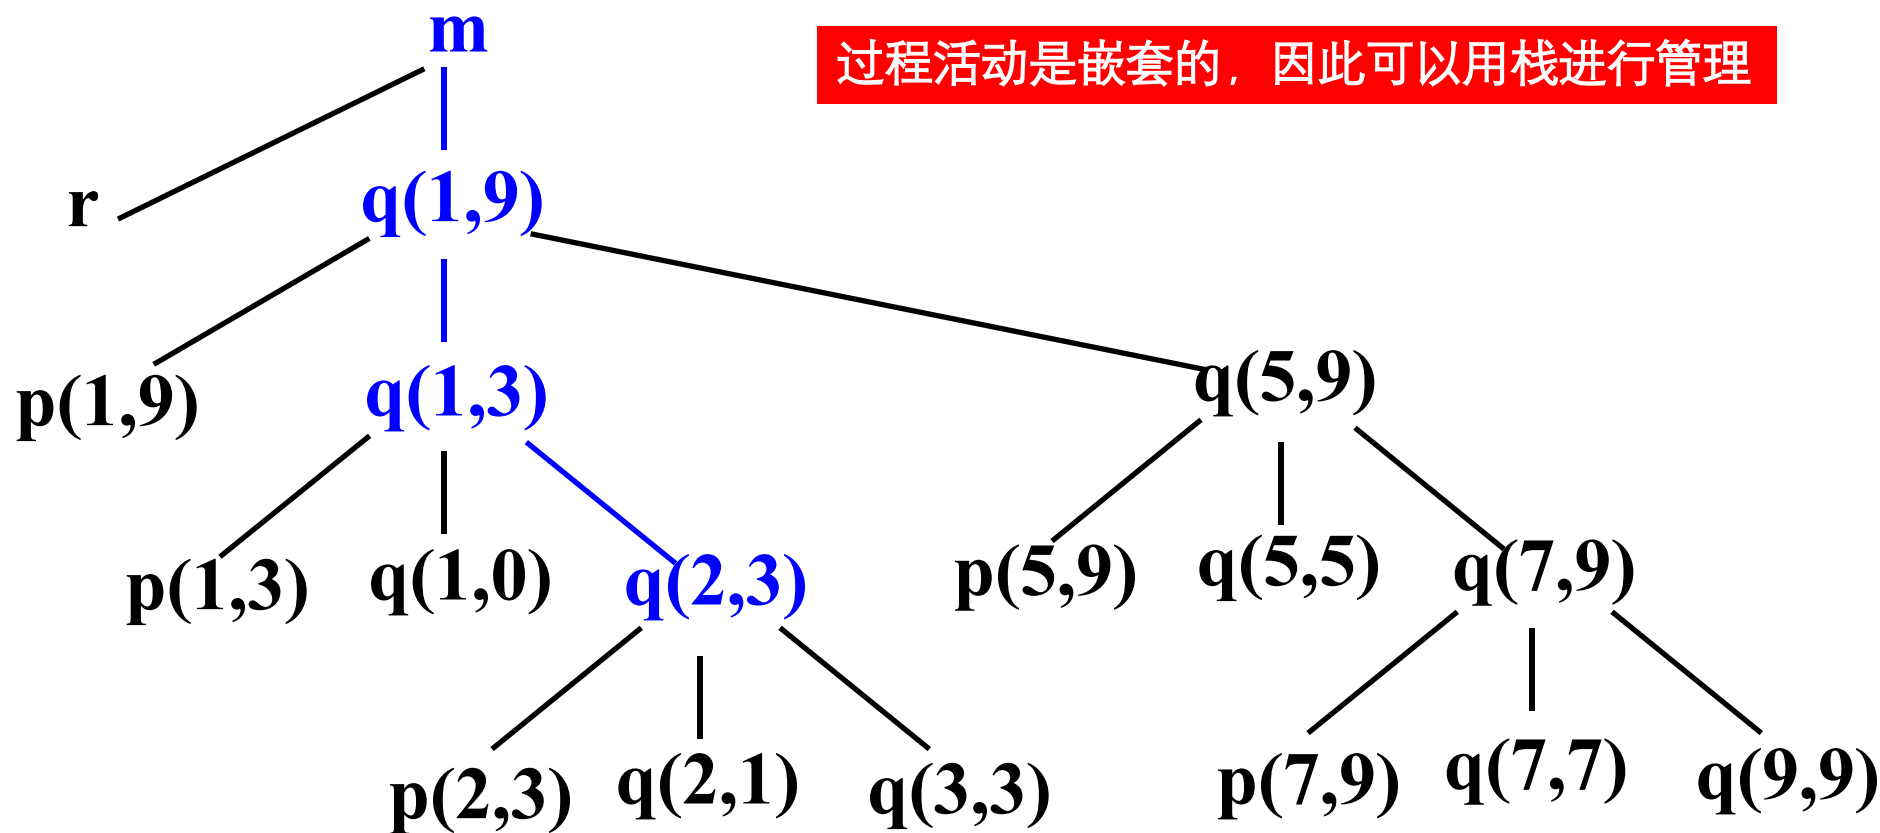 m
过程活动是嵌套的，因此可以用栈进行管理
r
q(1,9)
p(1,9)
q(1,3)
q(5,9)
p(1,3)
q(1,0)
q(2,3)
p(5,9)
q(5,5)
q(7,9)
p(2,3)
q(2,1)
q(3,3)
p(7,9)
q(7,7)
q(9,9)